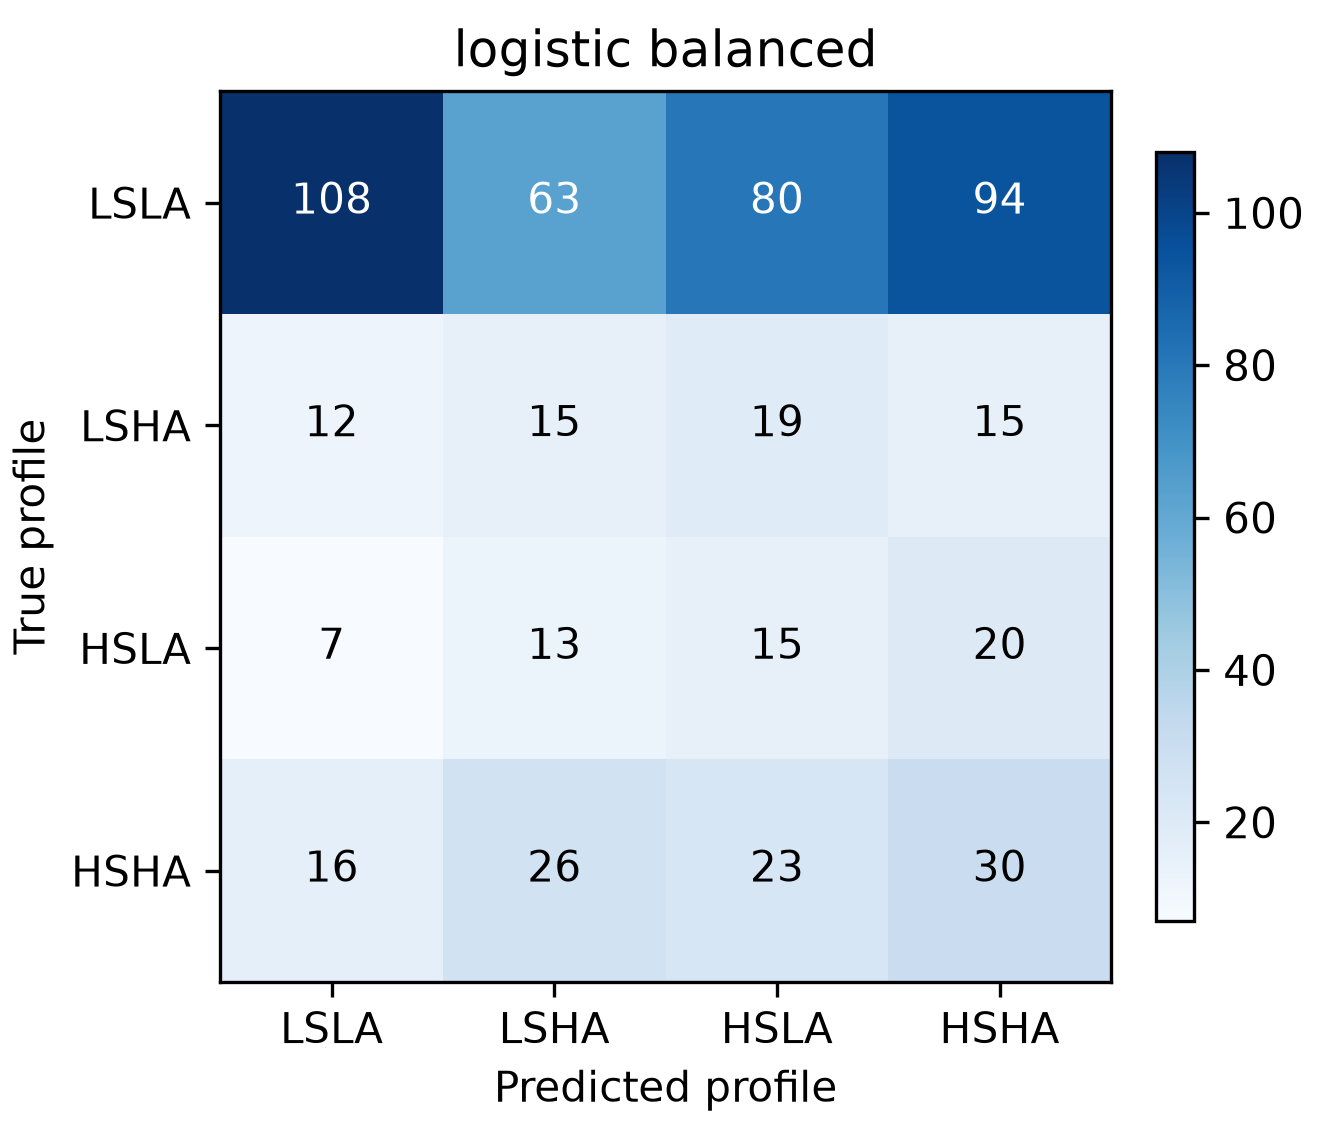 logistic balanced
LSLA 108 63 80 94
LSHA 12 15 19 15
HSLA 7 13 15 20
HSHA 16 26 23 30
LSLA LSHA HSLA HSHA
Predicted profile
True profile
100
80
60
40
20